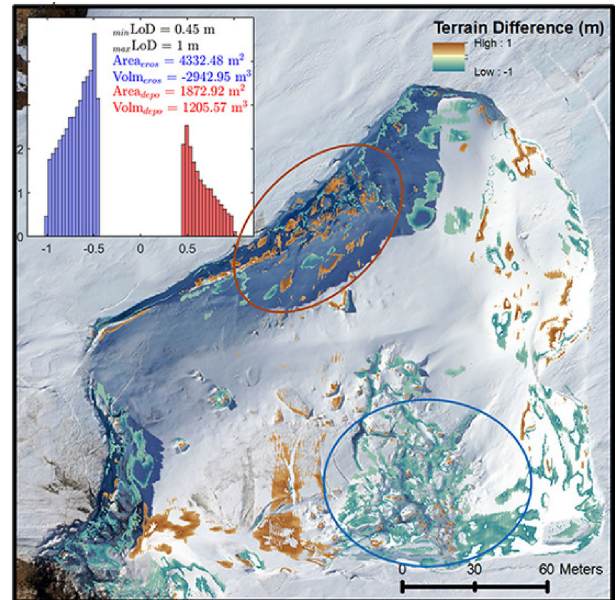 minLoD = 0.45 m
maxLoD = 1 m
Areaeros = 4332.48 m²
Volmeros = -2942.95 m³
Areadepo = 1872.92 m²
Volmdepo = 1205.57 m³
2
0
-1 -0.5 0 0.5 1
Terrain Difference (m)
High : 1
Low : -1
0 30 60 Meters